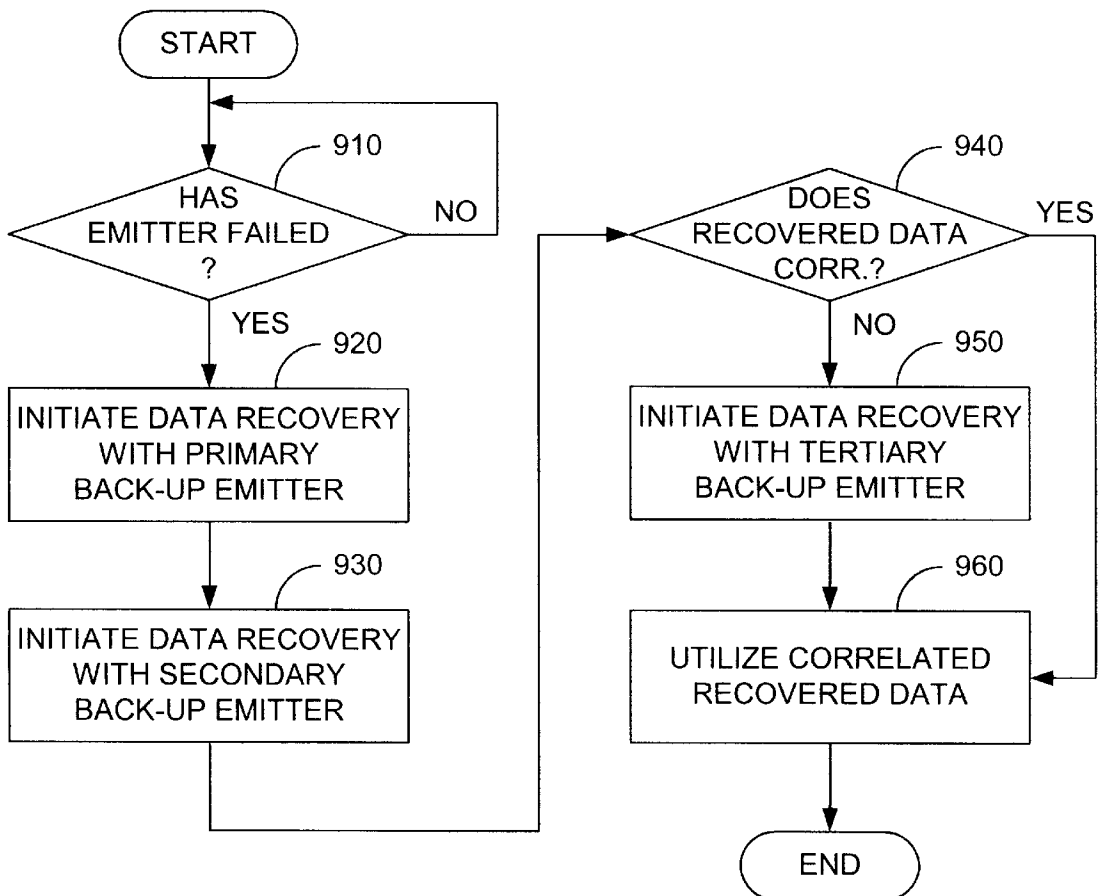 START
910
HAS
EMITTER FAILED
?
NO
YES
920
INITIATE DATA RECOVERY
WITH PRIMARY
BACK-UP EMITTER
930
INITIATE DATA RECOVERY
WITH SECONDARY
BACK-UP EMITTER
940
DOES
RECOVERED DATA
CORR.?
YES
NO
950
INITIATE DATA RECOVERY
WITH TERTIARY
BACK-UP EMITTER
960
UTILIZE CORRELATED
RECOVERED DATA
END